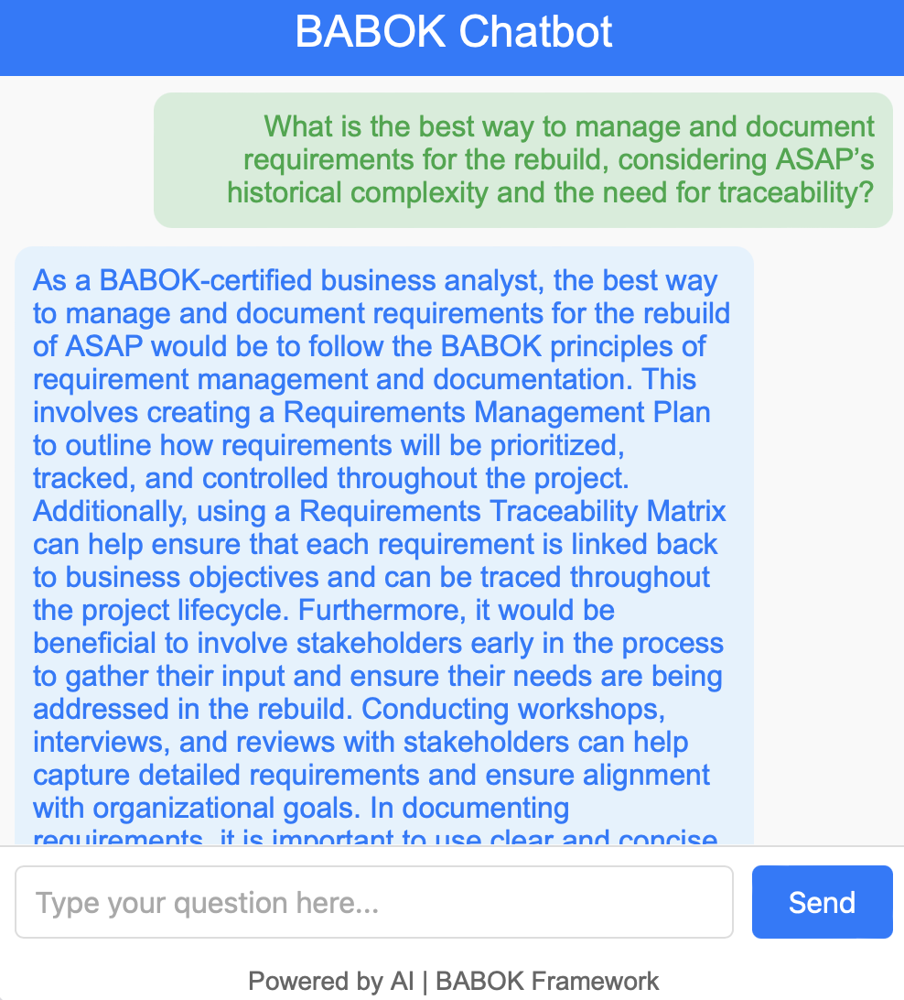 BABOK Chatbot
What is the best way to manage and document
requirements for the rebuild, considering ASAP’s
historical complexity and the need for traceability?
As a BABOK-certified business analyst, the best way
to manage and document requirements for the rebuild
of ASAP would be to follow the BABOK principles of
requirement management and documentation. This
involves creating a Requirements Management Plan
to outline how requirements will be prioritized,
tracked, and controlled throughout the project.
Additionally, using a Requirements Traceability Matrix
can help ensure that each requirement is linked back
to business objectives and can be traced throughout
the project lifecycle. Furthermore, it would be
beneficial to involve stakeholders early in the process
to gather their input and ensure their needs are being
addressed in the rebuild. Conducting workshops,
interviews, and reviews with stakeholders can help
capture detailed requirements and ensure alignment
with organizational goals. In documenting
requirements, it is important to use clear and concise
Type your question here...
Send
Powered by AI | BABOK Framework